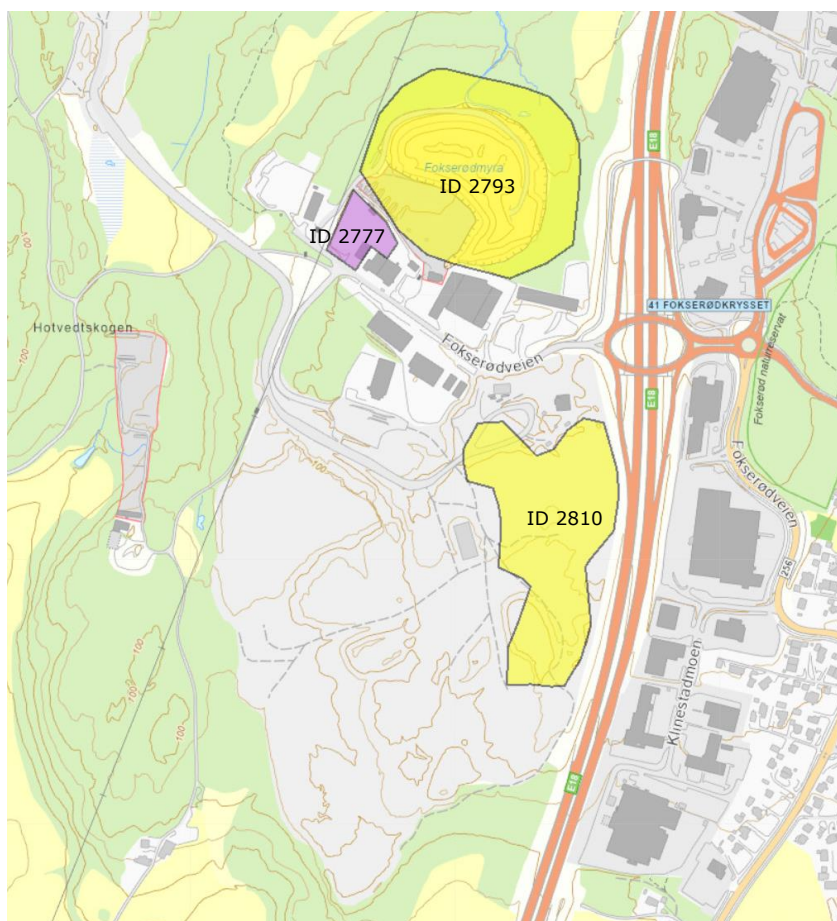 E18
Fokserødmyra
ID 2793
ID 2777
100
41 FOKSERØDKRYSSET
Hotvedtskogen
Fokserødveien
Fokserød naturreservat
100
E18
Fokserødveien
100
ID 2810
256
100
Klinestadmoen
100
E18